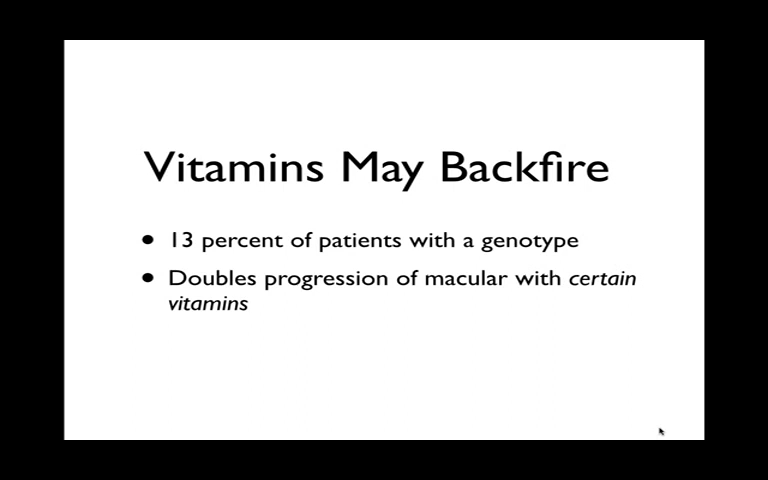 Vitamins May Backfire
• 13 percent of patients with a genotype
• Doubles progression of macular with certain
vitamins